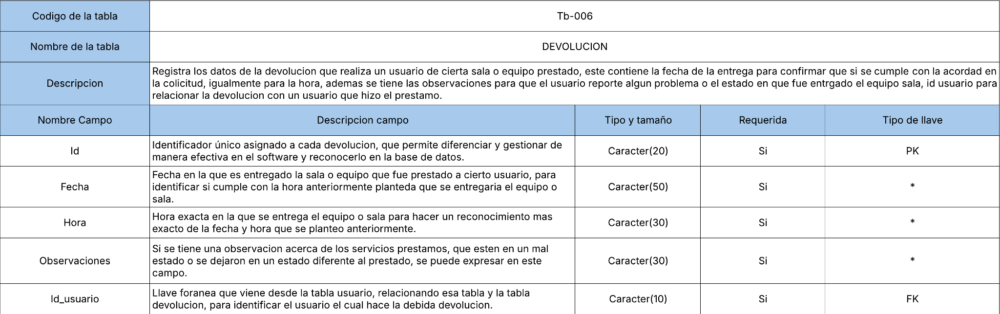 Codigo de la tabla
Tb-006
Nombre de la tabla
DEVOLUCION
Descripcion
Registra los datos de la devolucion que realiza un usuario de cierta sala o equipo prestado, este contiene la fecha de la entrega para confirmar que si se cumple con la acordad en
la colicitud, igualmente para la hora, ademas se tiene las observaciones para que el usuario reporte algun problema o el estado en que fue entrgado el equipo sala, id usuario para
relacionar la devolucion con un usuario que hizo el prestamo.
Nombre Campo
Descripcion campo
Tipo y tamaño
Requerida
Tipo de llave
Id
Identificador único asignado a cada devolucion, que permite diferenciar y gestionar de
manera efectiva en el software y reconocerlo en la base de datos.
Caracter(20)
Si
PK
Fecha
Fecha en la que es entregado la sala o equipo que fue prestado a cierto usuario, para
identificar si cumple con la hora anteriormente planteda que se entregaria el equipo o
sala.
Caracter(50)
Si
*
Hora
Hora exacta en la que se entrega el equipo o sala para hacer un reconocimiento mas
exacto de la fecha y hora que se planteo anteriormente.
Caracter(30)
Si
*
Observaciones
Si se tiene una observacion acerca de los servicios prestamos, que esten en un mal
estado o se dejaron en un estado diferente al prestado, se puede expresar en este
campo.
Caracter(30)
Si
*
Id_usuario
Llave foranea que viene desde la tabla usuario, relacionando esa tabla y la tabla
devolucion, para identificar el usuario el cual hace la debida devolucion.
Caracter(10)
Si
FK